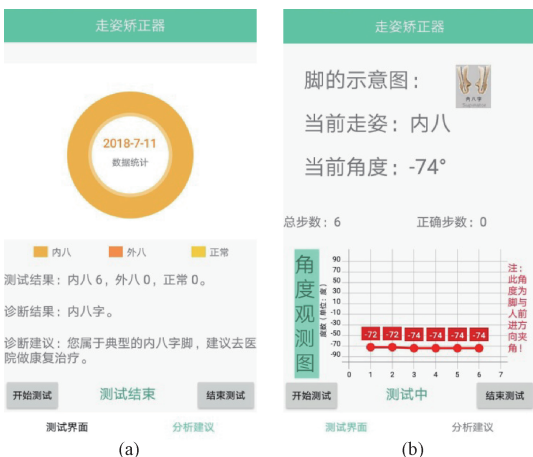 走姿矫正器
2018-7-11
数据统计
内八 外八 正常
测试结果：内八 6，外八 0，正常 0。
诊断结果：内八字。
诊断建议：您属于典型的内八字脚，建议去医
院做康复治疗。
开始测试 测试结束 结束测试
测试界面 分析建议
(a)
走姿矫正器
脚的示意图：
内八字
当前走姿：内八
当前角度：-74°
总步数：6 正确步数：0
角度观测图
度数（单位：度）
90
70
50
30
10
-10
-30
-50
-70
-90
-72 -72 -74 -74 -74 -74
0 1 2 3 4 5 6 7
注：
此角
度为
脚与
人前
进方
向夹
角！
开始测试 测试中 结束测试
测试界面 分析建议
(b)